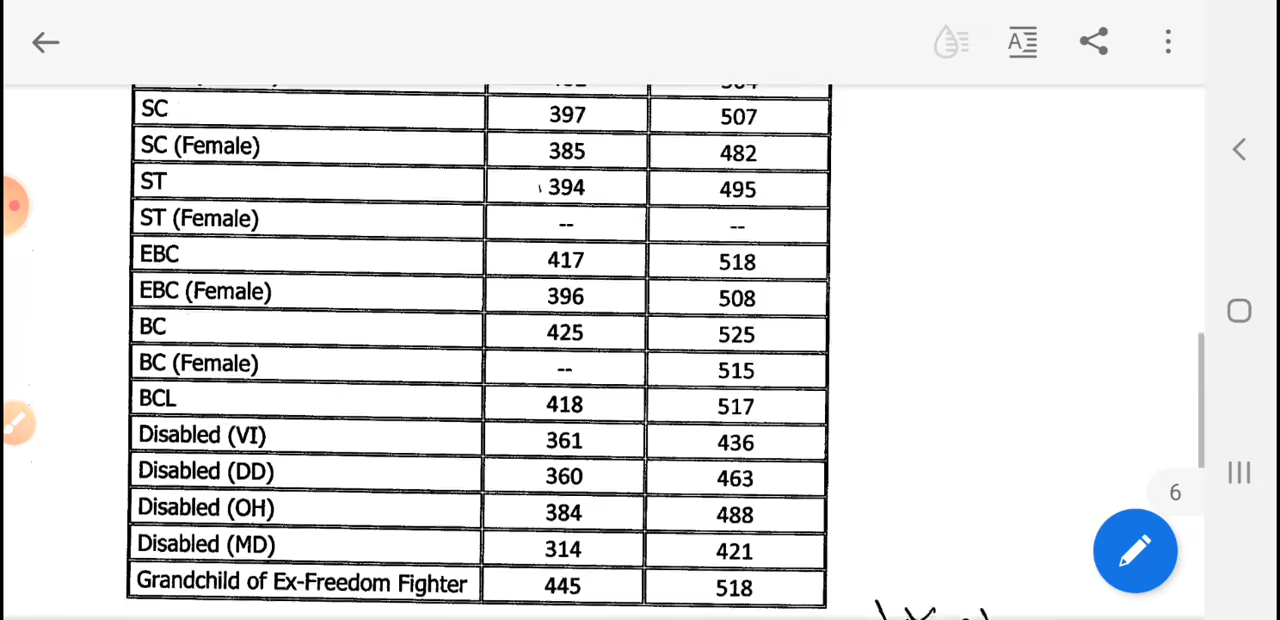 SC 397 507
SC (Female) 385 482
ST 394 495
ST (Female) -- --
EBC 417 518
EBC (Female) 396 508
BC 425 525
BC (Female) -- 515
BCL 418 517
Disabled (VI) 361 436
Disabled (DD) 360 463
Disabled (OH) 384 488
Disabled (MD) 314 421
Grandchild of Ex-Freedom Fighter 445 518
6